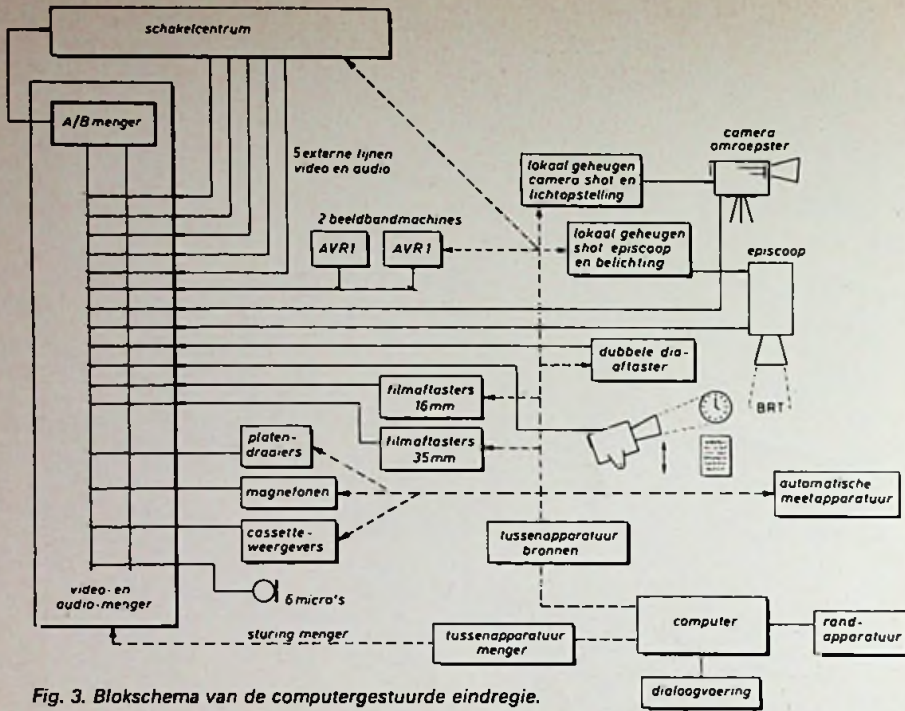 schakelcentrum
A/B menger
5 externe lijnen
video en audio
2 beeldbandmachines
AVR1
AVR1
lokaal geheugen
camera shot en
lichtopstelling
camera
omroepster
lokaal geheugen
shot episcoop
en belichting
episcoop
dubbele dia-
aftaster
BRT
filmaftasters
16mm
filmaftasters
35mm
platen-
draaiers
magnefonen
cassette-
weergevers
automatische
meetapparatuur
tussenapparatuur
bronnen
6 micro's
video- en
audio-menger
sturing menger
tussenapparatuur
menger
computer
rand-
apparatuur
dialoogvoering
Fig. 3. Blokschema van de computergestuurde eindregie.